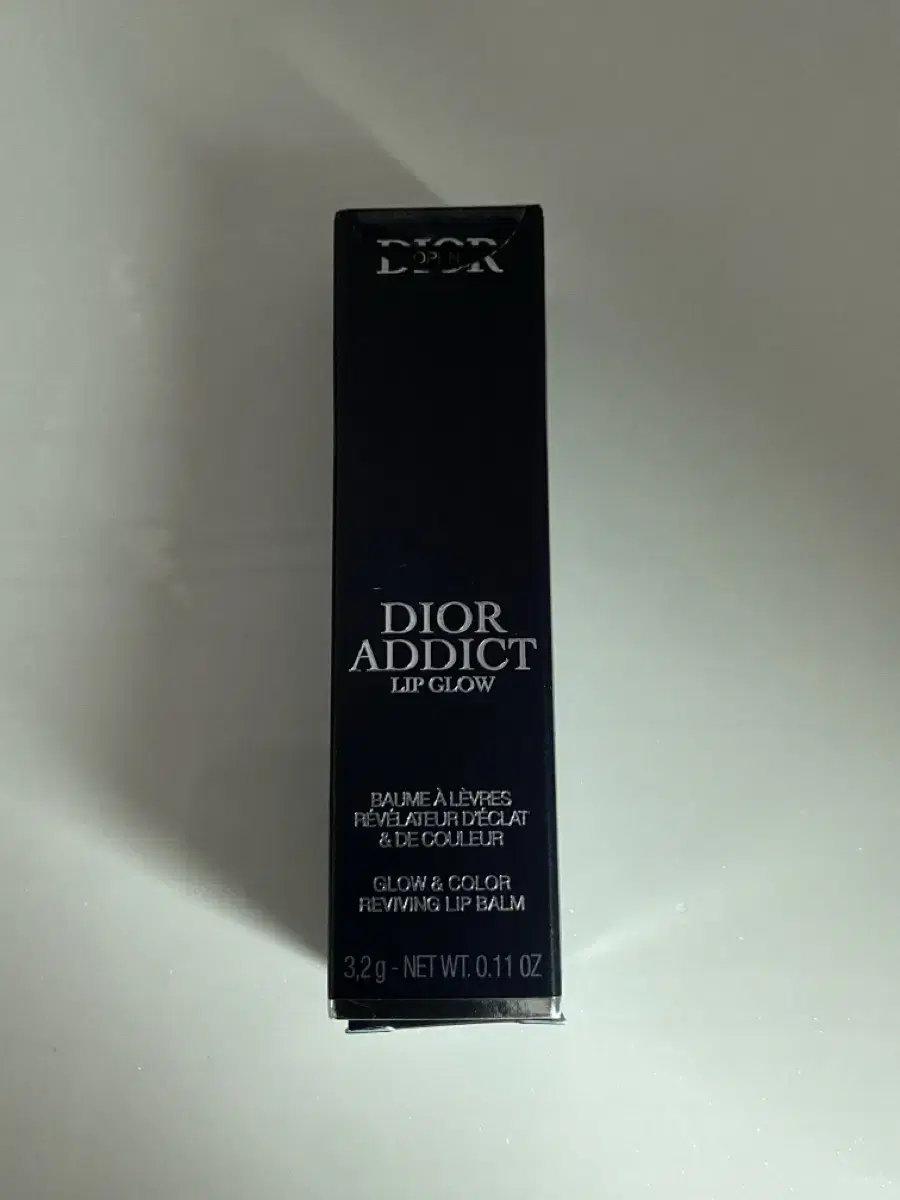 DIOR
OPEN
DIOR
ADDICT
LIP GLOW
BAUME À LÈVRES
RÉVÉLATEUR D'ÉCLAT
& DE COULEUR
GLOW & COLOR
REVIVING LIP BALM
3,2 g - NET WT. 0.11 OZ